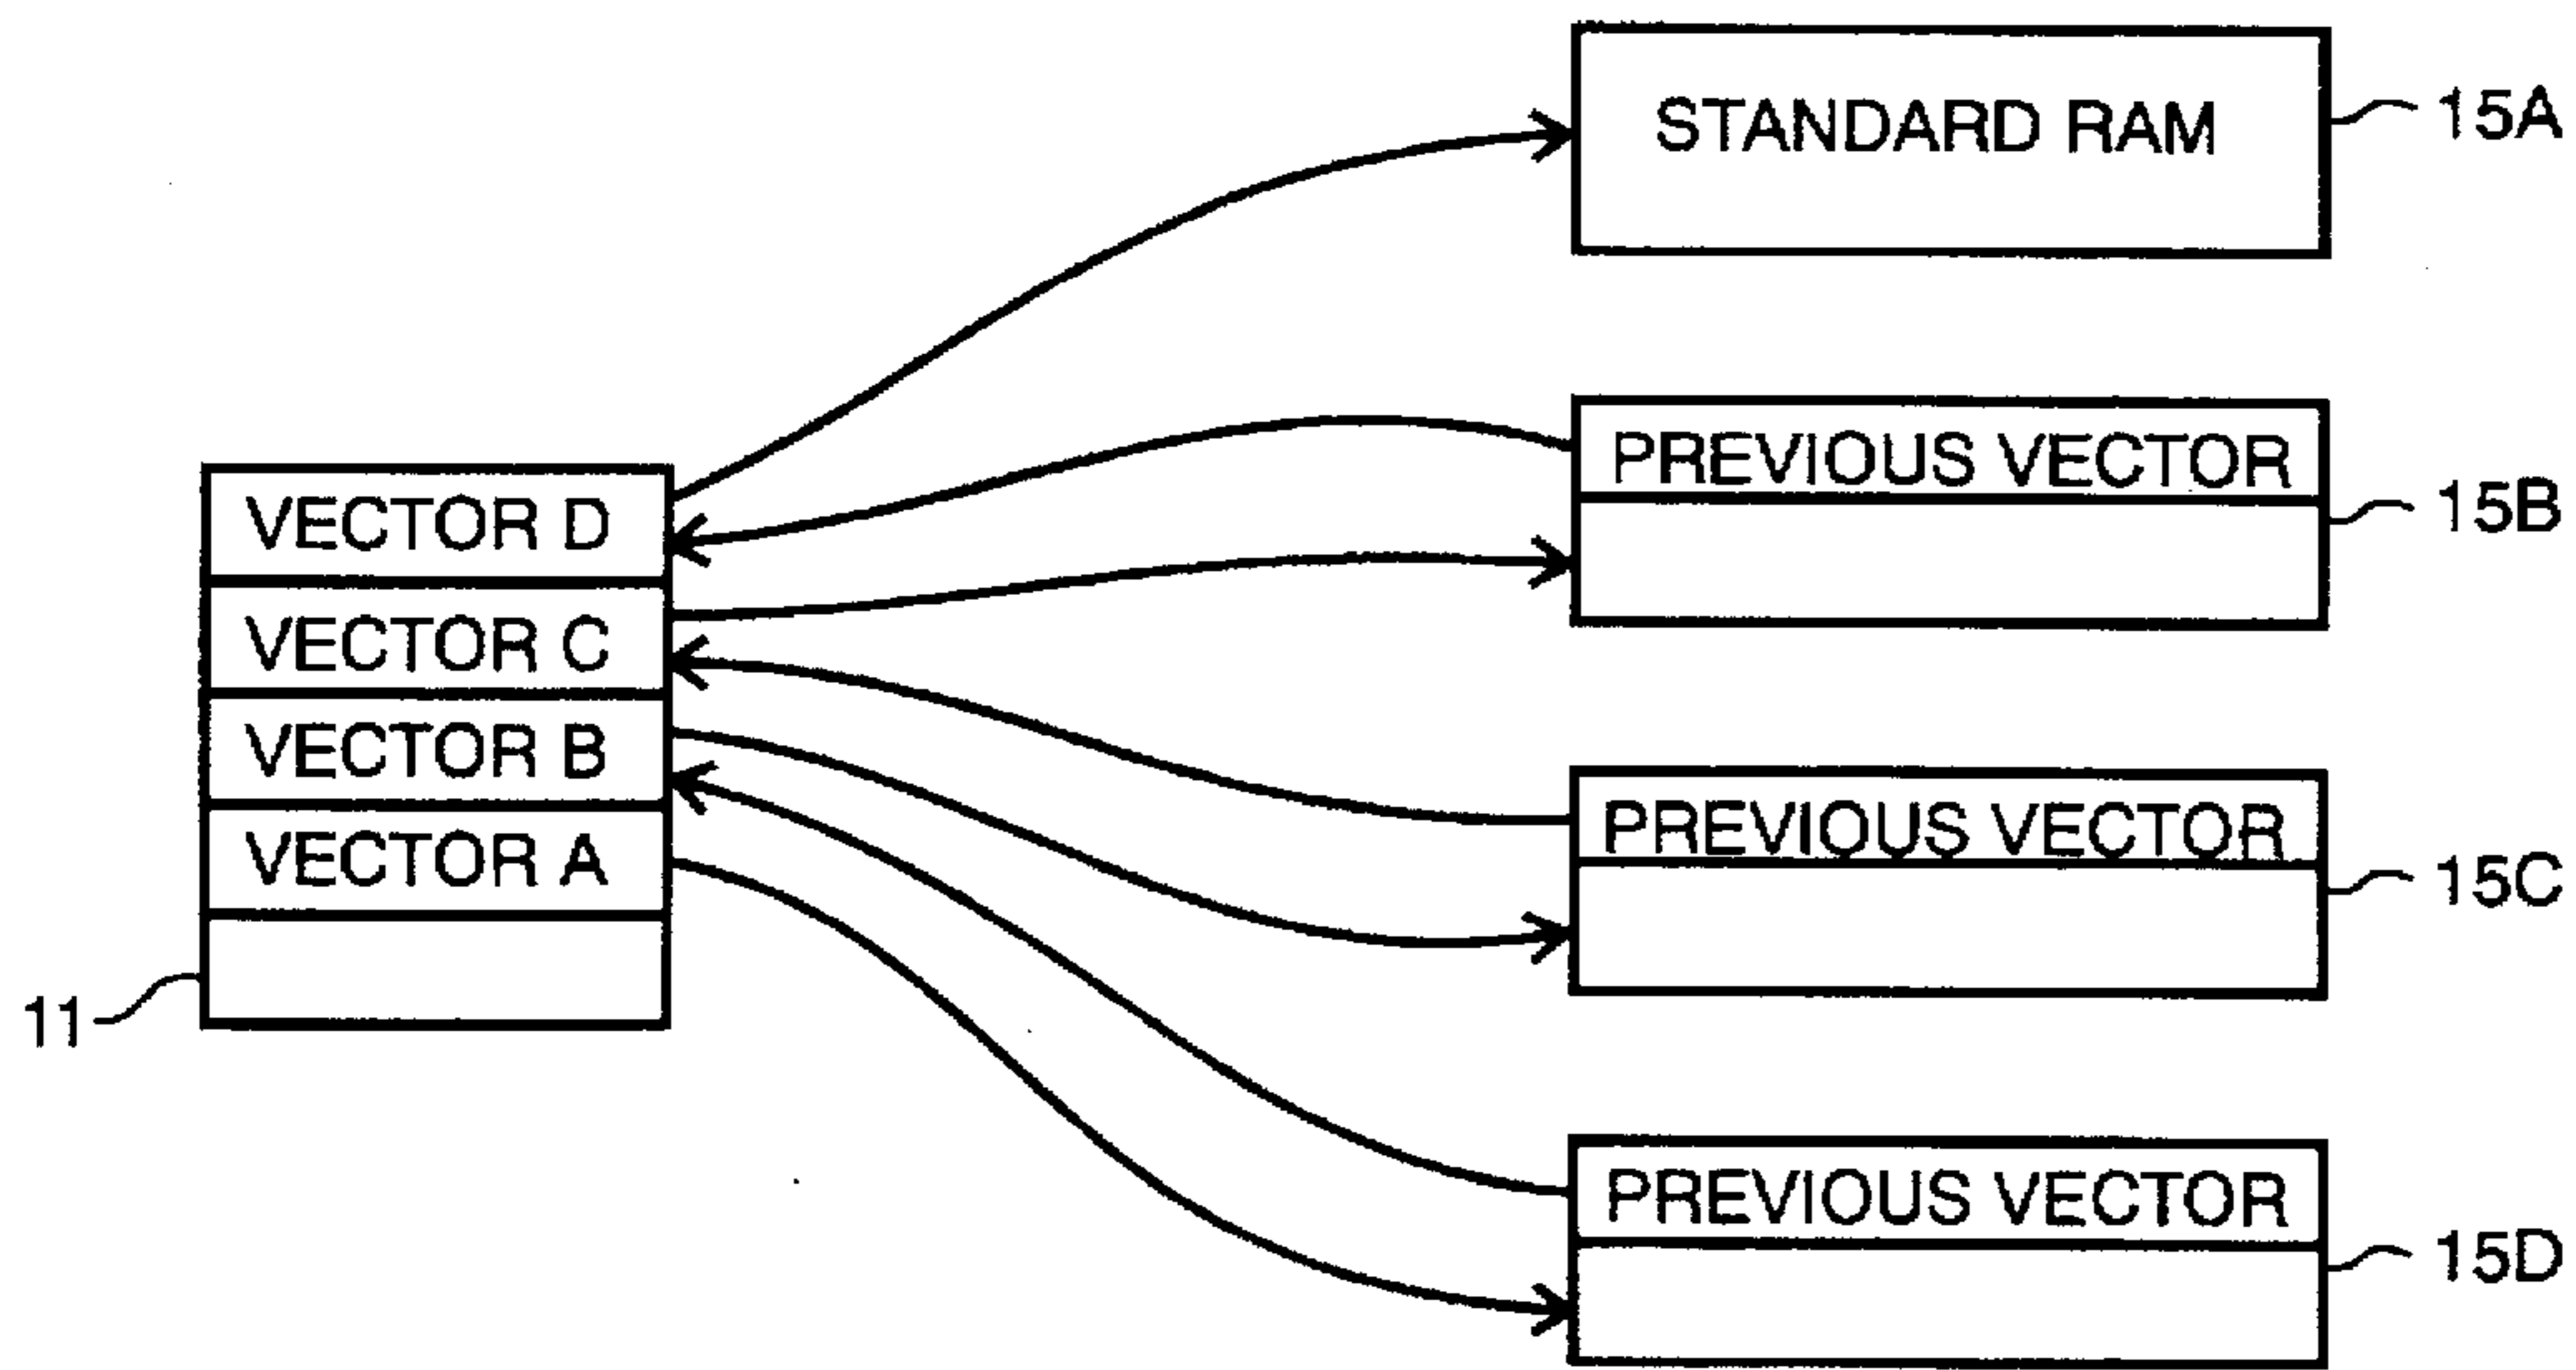 STANDARD RAM
15A
PREVIOUS VECTOR
15B
VECTOR D
VECTOR C
VECTOR B
VECTOR A
11
PREVIOUS VECTOR
15C
PREVIOUS VECTOR
15D